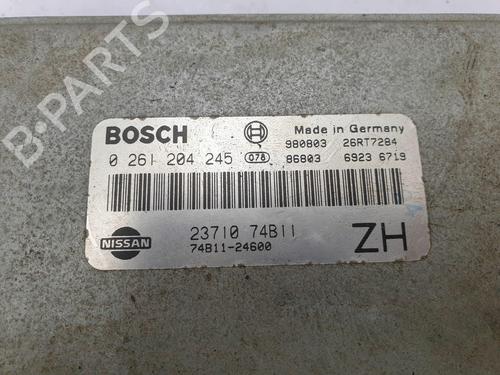 B-PARTS
BOSCH Made in Germany
980803 26RT7284
0 261 204 245 078 86803 6923 6719
NISSAN 23710 74B11 ZH
74B11-24600